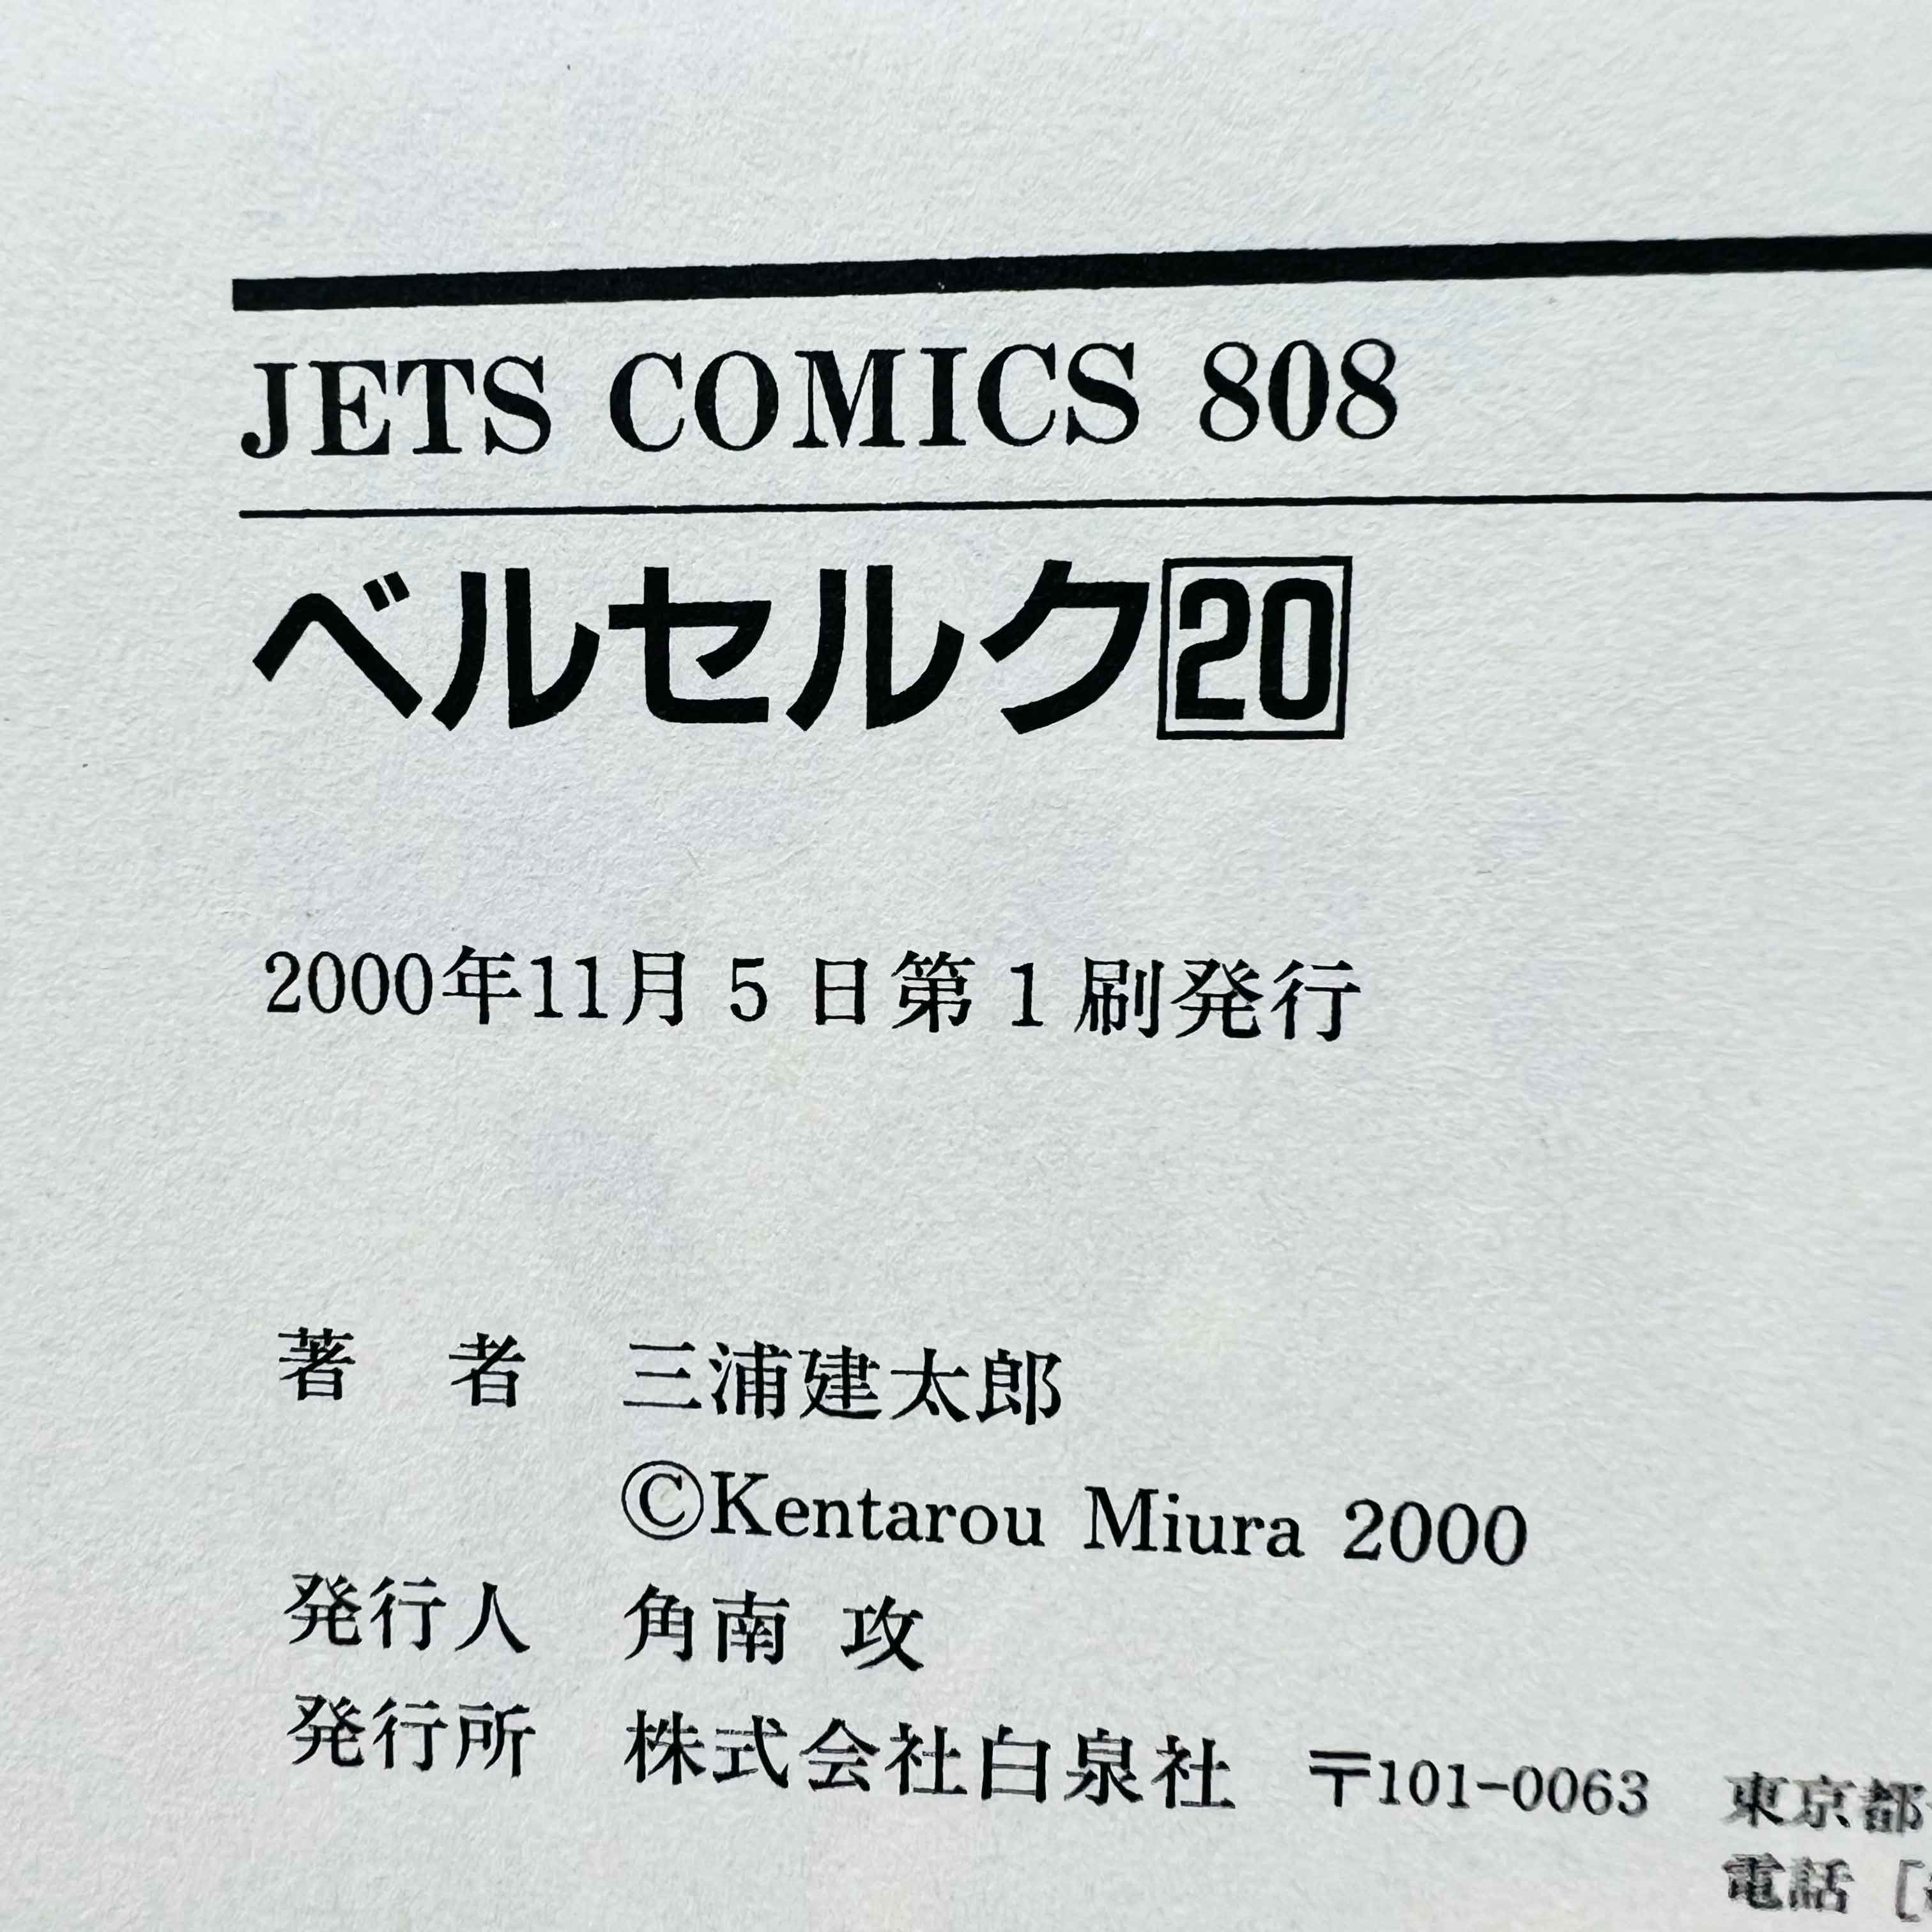 JETS COMICS 808
ベルセルク20
2000年11月5日第1刷発行
著 者 三浦建太郎
©Kentarou Miura 2000
発行人 角南 攻
発行所 株式会社白泉社 〒101-0063 東京都
電話 [